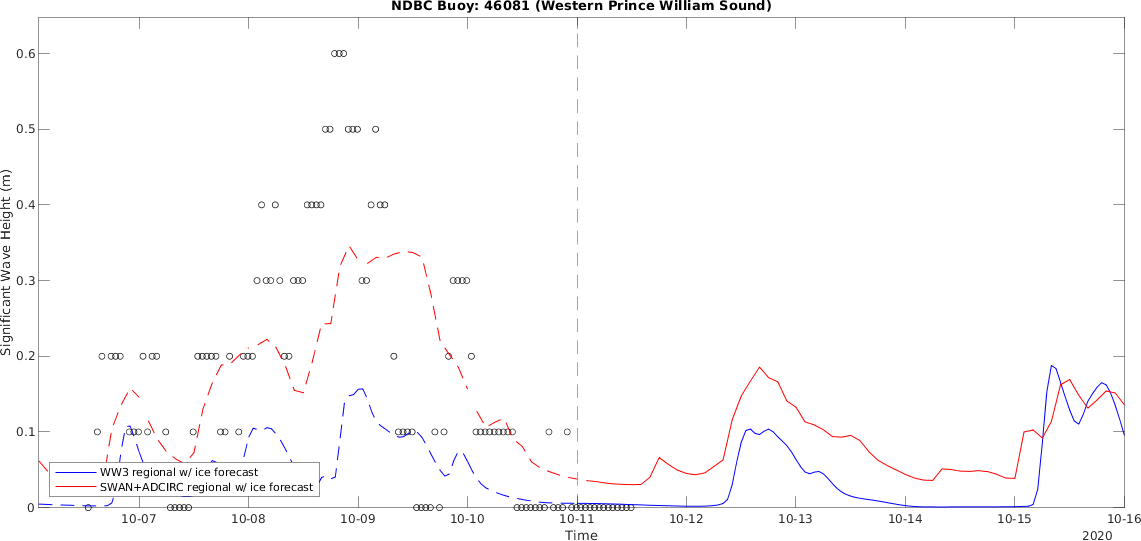 NDBC Buoy: 46081 (Western Prince William Sound)
Significant Wave Height (m)
0.6
0.5
0.4
0.3
0.2
0.1
0
WW3 regional w/ ice forecast
SWAN+ADCIRC regional w/ ice forecast
10-07 10-08 10-09 10-10 10-11 10-12 10-13 10-14 10-15 10-16
Time
2020